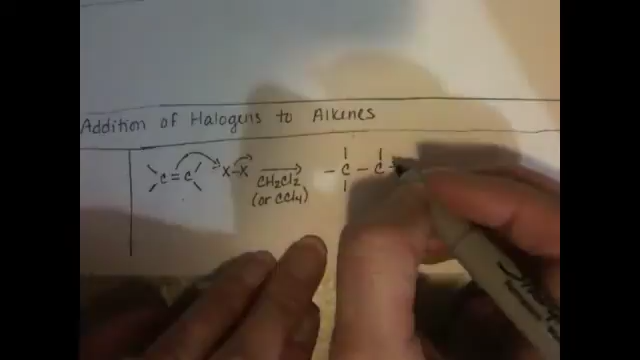 Addition of Halogens to Alkenes
C=C X-X CH2Cl2 -C-C
(or CCl4)